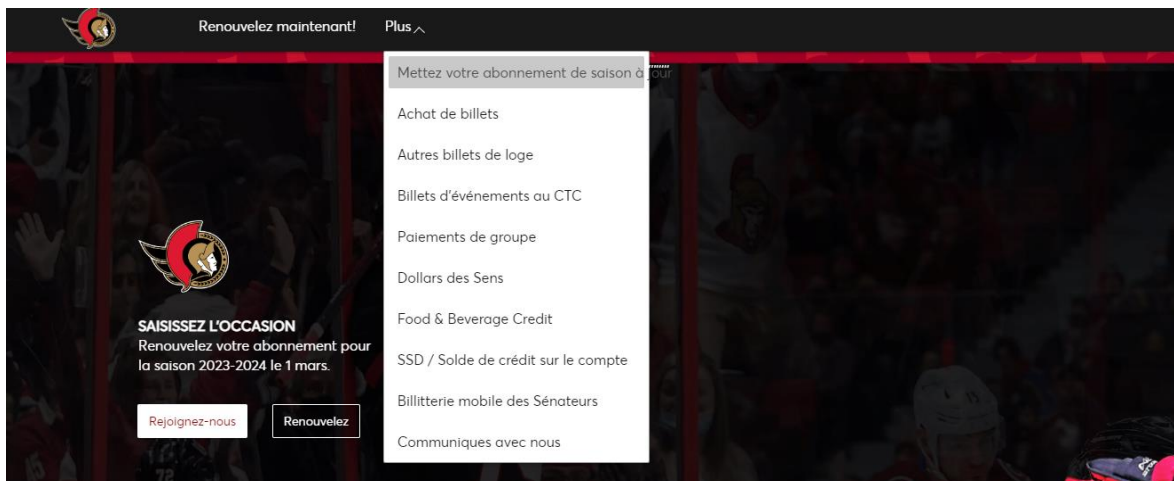 Renouvelez maintenant! Plus
Mettez votre abonnement de saison à jour
Achat de billets
Autres billets de loge
Billets d'événements au CTC
Paiements de groupe
Dollars des Sens
Food & Beverage Credit
SSD / Solde de crédit sur le compte
Billitterie mobile des Sénateurs
Communiques avec nous
SAISISSEZ L'OCCASION
Renouvelez votre abonnement pour
la saison 2023-2024 le 1 mars.
Rejoignez-nous Renouvelez
15
72